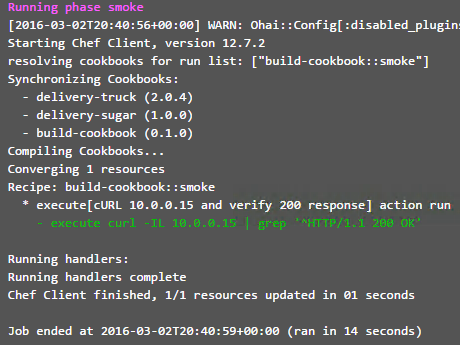 Running phase smoke
[2016-03-02T20:40:56+00:00] WARN: Ohai::Config[:disabled_plugins
Starting Chef Client, version 12.7.2
resolving cookbooks for run list: ["build-cookbook::smoke"]
Synchronizing Cookbooks:
  - delivery-truck (2.0.4)
  - delivery-sugar (1.0.0)
  - build-cookbook (0.1.0)
Compiling Cookbooks...
Converging 1 resources
Recipe: build-cookbook::smoke
  * execute[cURL 10.0.0.15 and verify 200 response] action run
    - execute curl -IL 10.0.0.15 | grep '^HTTP/1.1 200 OK'
Running handlers:
Running handlers complete
Chef Client finished, 1/1 resources updated in 01 seconds
Job ended at 2016-03-02T20:40:59+00:00 (ran in 14 seconds)